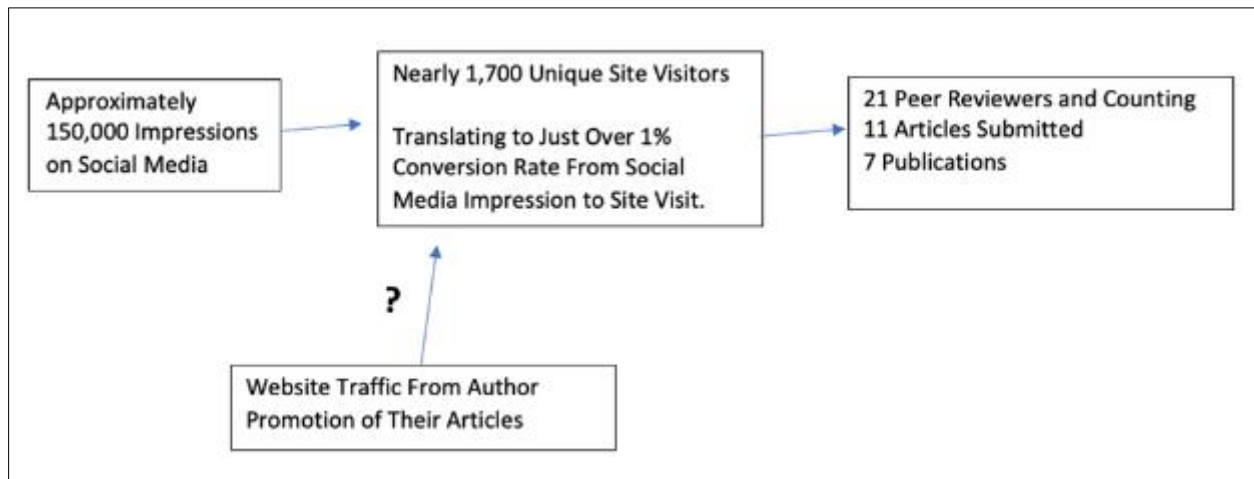 Approximately
150,000 Impressions
on Social Media
Nearly 1,700 Unique Site Visitors
Translating to Just Over 1%
Conversion Rate From Social
Media Impression to Site Visit.
21 Peer Reviewers and Counting
11 Articles Submitted
7 Publications
?
Website Traffic From Author
Promotion of Their Articles